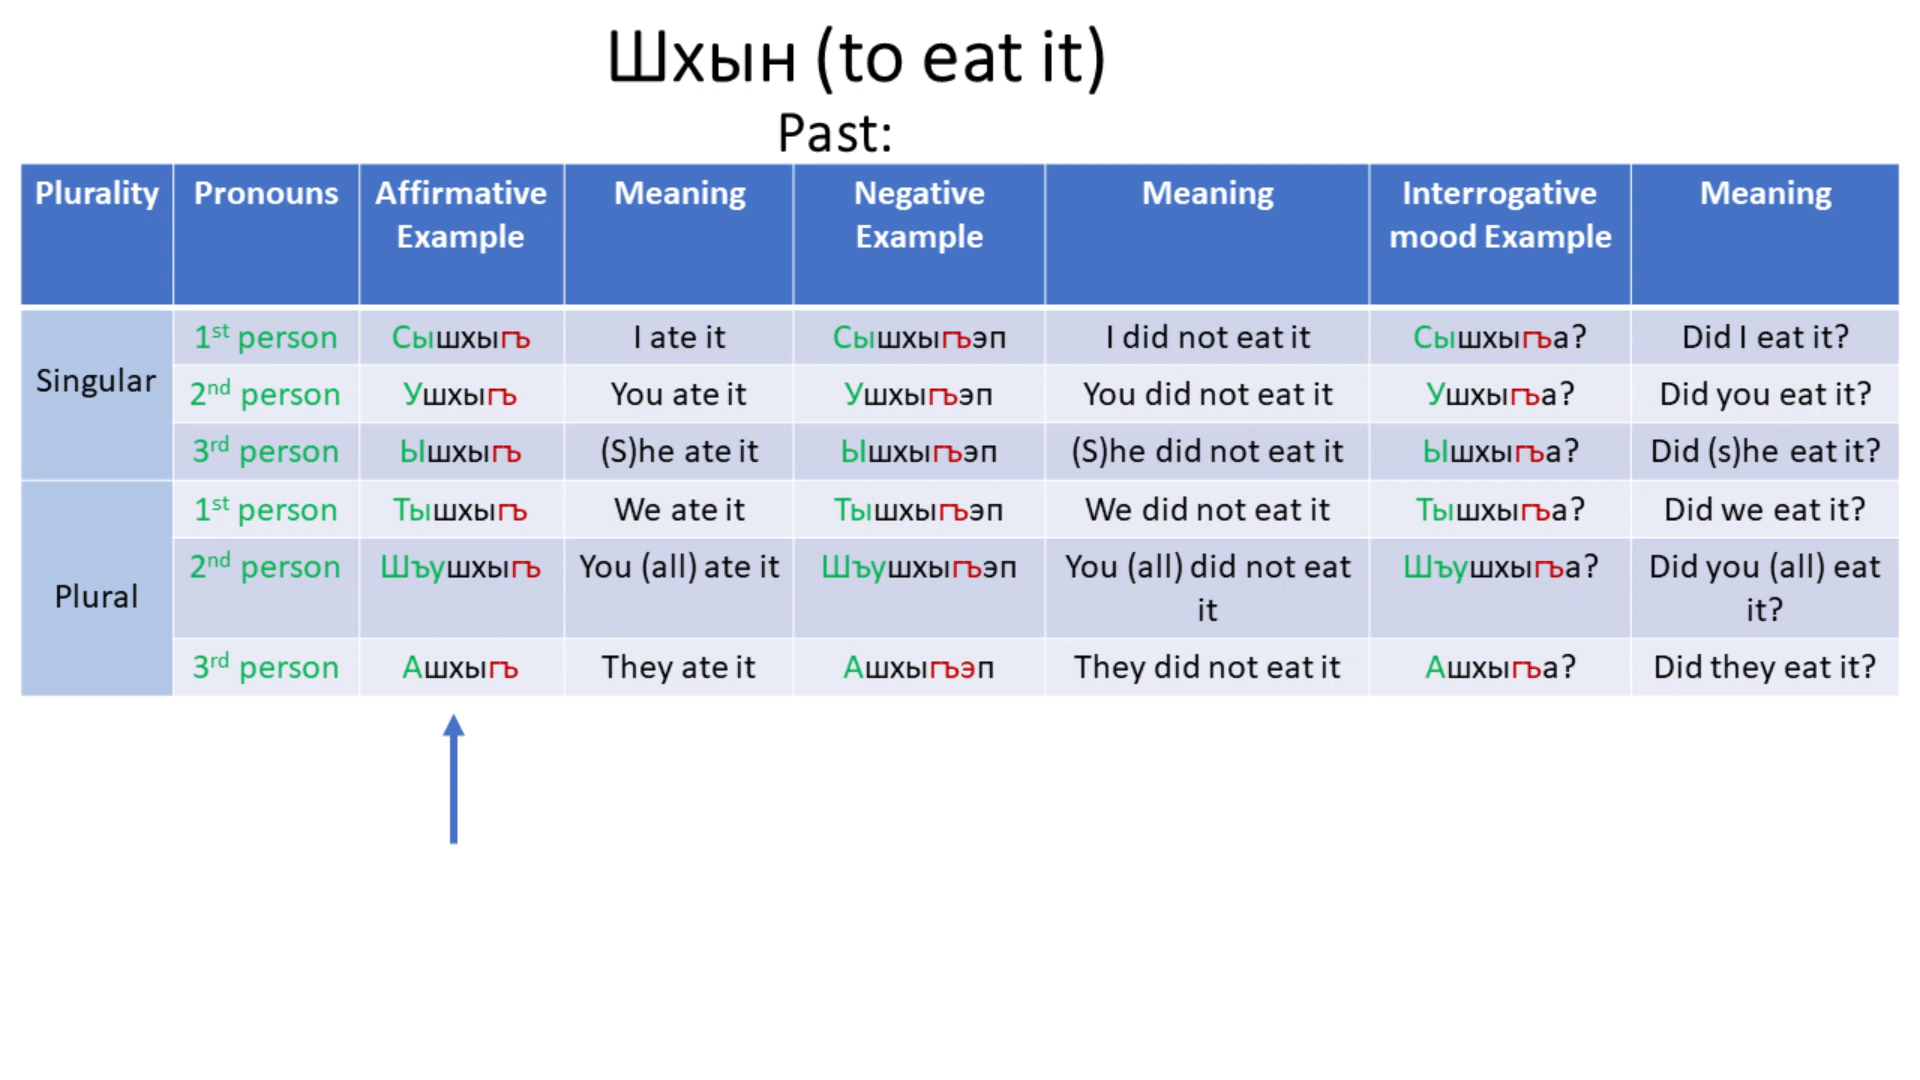 Шхын (to eat it)
Past:
Plurality Pronouns Affirmative Example Meaning Negative Example Meaning Interrogative mood Example Meaning
Singular
1st person Сышхыгъ I ate it Сышхыгъэп I did not eat it Сышхыгъа? Did I eat it?
2nd person Ушхыгъ You ate it Ушхыгъэп You did not eat it Ушхыгъа? Did you eat it?
3rd person Ышхыгъ (S)he ate it Ышхыгъэп (S)he did not eat it Ышхыгъа? Did (s)he eat it?
Plural
1st person Тышхыгъ We ate it Тышхыгъэп We did not eat it Тышхыгъа? Did we eat it?
2nd person Шъушхыгъ You (all) ate it Шъушхыгъэп You (all) did not eat it Шъушхыгъа? Did you (all) eat it?
3rd person Ашхыгъ They ate it Ашхыгъэп They did not eat it Ашхыгъа? Did they eat it?